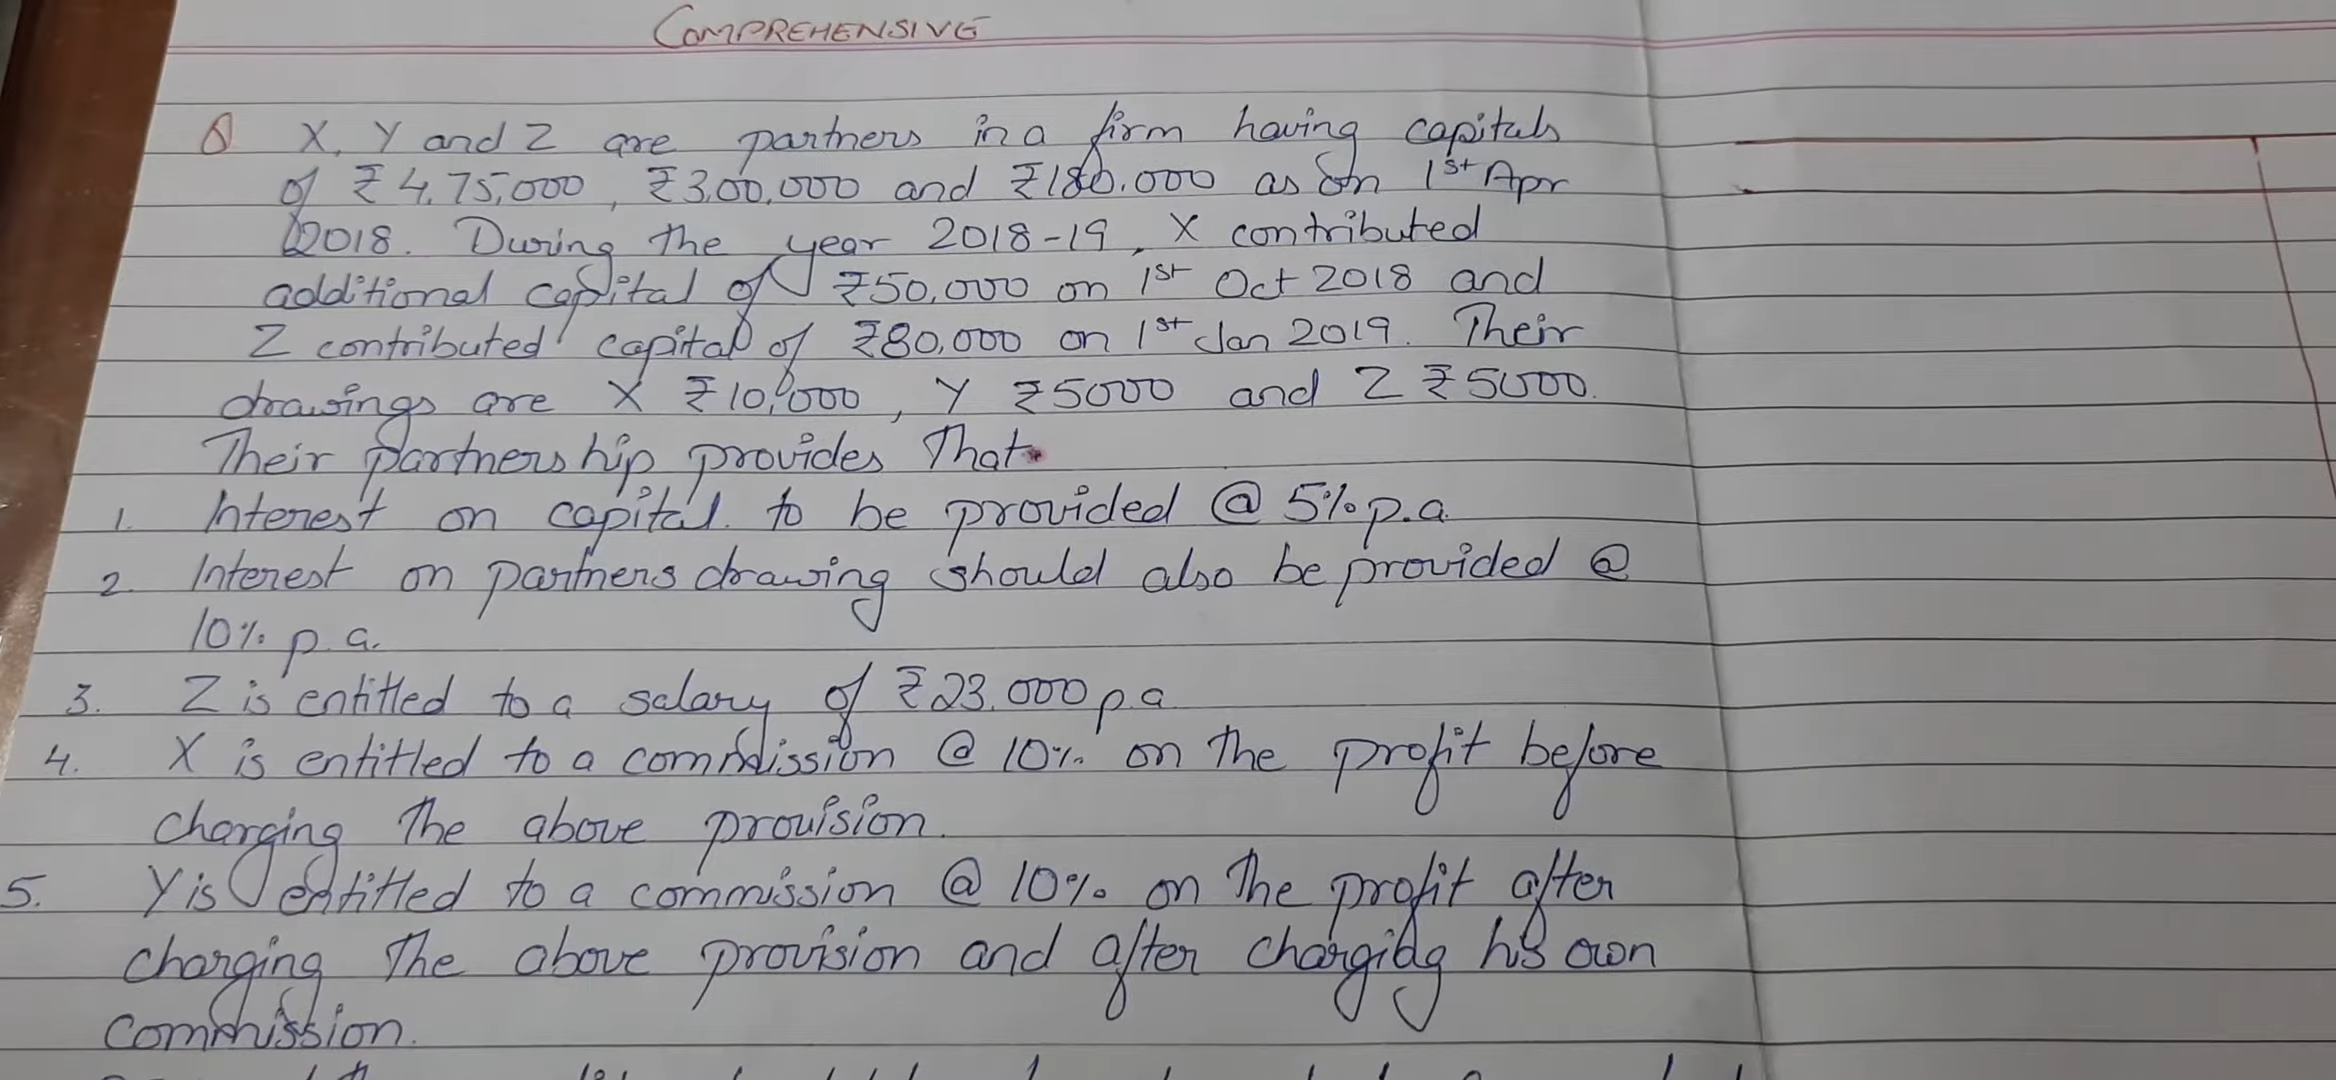 COMPREHENSIVE
Q X, Y and Z are partners in a firm having capitals
of ₹4,75,000, ₹3,00,000 and ₹180,000 as on 1st Apr
2018. During the year 2018-19, X contributed
additional capital of ₹50,000 on 1st Oct 2018 and
Z contributed capital of ₹80,000 on 1st Jan 2019. Their
drawings are X ₹10,000, Y ₹5000 and Z ₹5000.
Their partnership provides That
1. Interest on capital. to be provided @ 5% p.a.
2. Interest on partners drawing should also be provided @
10% p.a.
3. Z is entitled to a salary of ₹23,000 p.a
4. X is entitled to a commission @ 10% on the profit before
charging the above provision.
5. Y is entitled to a commission @ 10% on the profit after
charging the above provision and after charging his own
commission.